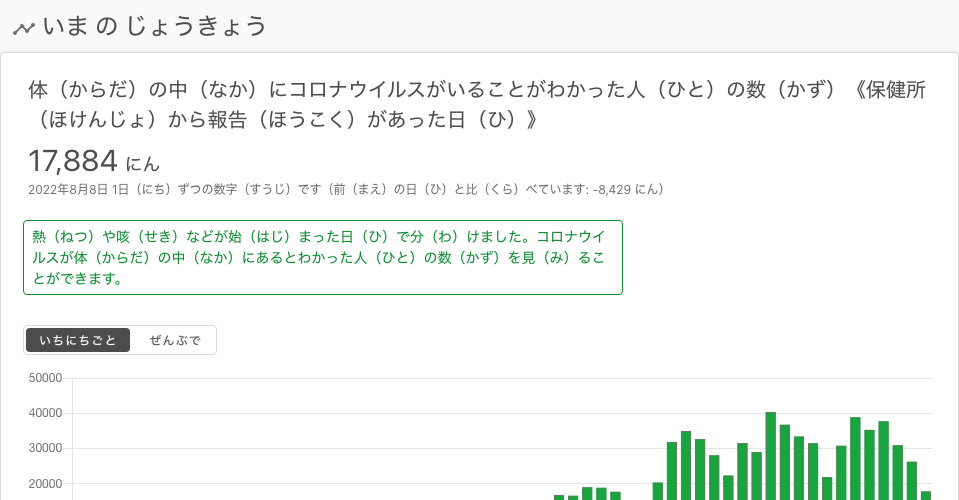 いま の じょうきょう
体（からだ）の中（なか）にコロナウイルスがいることがわかった人（ひと）の数（かず）《保健所
（ほけんじょ）から報告（ほうこく）があった日（ひ）》
17,884 にん
2022年8月8日 1日（にち）ずつの数字（すうじ）です（前（まえ）の日（ひ）と比（くら）べています: -8,429 にん）
熱（ねつ）や咳（せき）などが始（はじ）まった日（ひ）で分（わ）けました。コロナウイ
ルスが体（からだ）の中（なか）にあるとわかった人（ひと）の数（かず）を見（み）るこ
とができます。
いちにちごと ぜんぶで
50000
40000
30000
20000